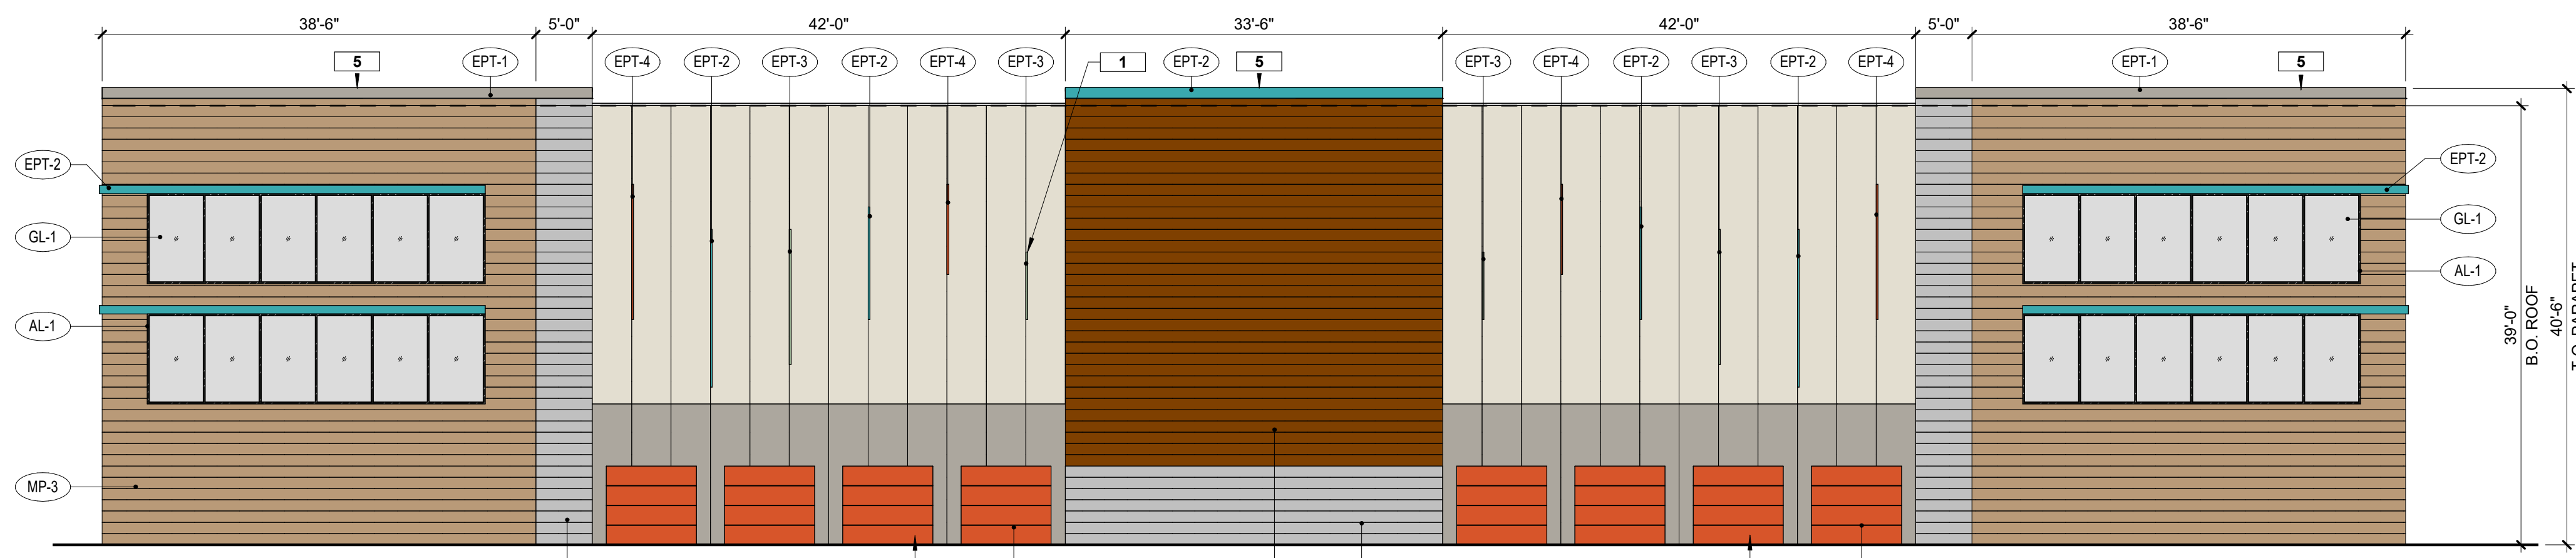 38'-6" 5'-0" 42'-0" 33'-6" 42'-0" 5'-0" 38'-6"
5 EPT-1 EPT-4 EPT-2 EPT-3 EPT-2 EPT-4 EPT-3 1 EPT-2 5 EPT-3 EPT-4 EPT-2 EPT-3 EPT-2 EPT-4 EPT-1 5
EPT-2 EPT-2
GL-1 GL-1
AL-1 AL-1
MP-3
39'-0"
B.O. ROOF
40'-6"